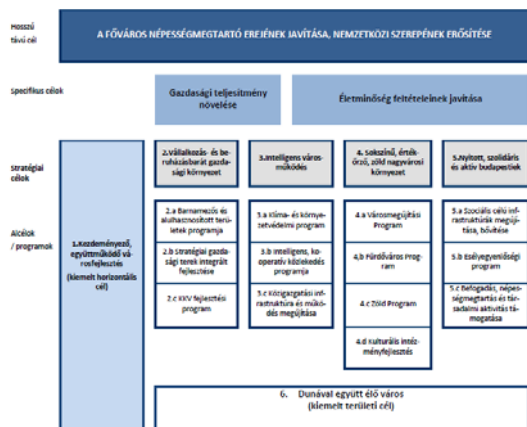 Hosszú
távú cél
A FŐVÁROS NÉPESSÉGMEGTARTÓ EREJÉNEK JAVÍTÁSA, NEMZETKÖZI SZEREPÉNEK ERŐSÍTÉSE
Specifikus célok
Gazdasági teljesítmény
növelése
Életminőség feltételeinek javítása
Stratégiai
célok
2.Vállalkozás- és be-
ruházásbarát gazda-
sági környezet
3.Intelligens város-
működés
4. Sokszínű, érték-
őrző, zöld nagyvárosi
környezet
5.Nyitott, szolidáris
és aktív budapestiek
Alcélok
/ programok
1.Kezdeményező,
együttműködő vá-
rosfejlesztés
(kiemelt horizontális
cél)
2.a Barnamezős és
alulhasznosított terü-
letek programja
2.b Stratégiai gazda-
sági terek integrált
fejlesztése
2.c KKV fejlesztési
program
3.a Klíma- és környe-
zetvédelmi program
3.b Intelligens, ko-
operatív közlekedés
programja
3.c Közigazgatási inf-
rastruktúra és műkö-
dés megújítása
4.a Városmegújítási
Program
4.b Fürdőváros Prog-
ram
4.c Zöld Program
4.d Kulturális intéz-
ményfejlesztés
5.a Szociális célú inf-
rastruktúrák megújí-
tása, bővítése
5.b Esélyegyenlőségi
program
5.c Befogadás, népes-
ségmegtartás és tár-
sadalmi aktivitás tá-
mogatása
6. Dunával együtt élő város
(kiemelt területi cél)